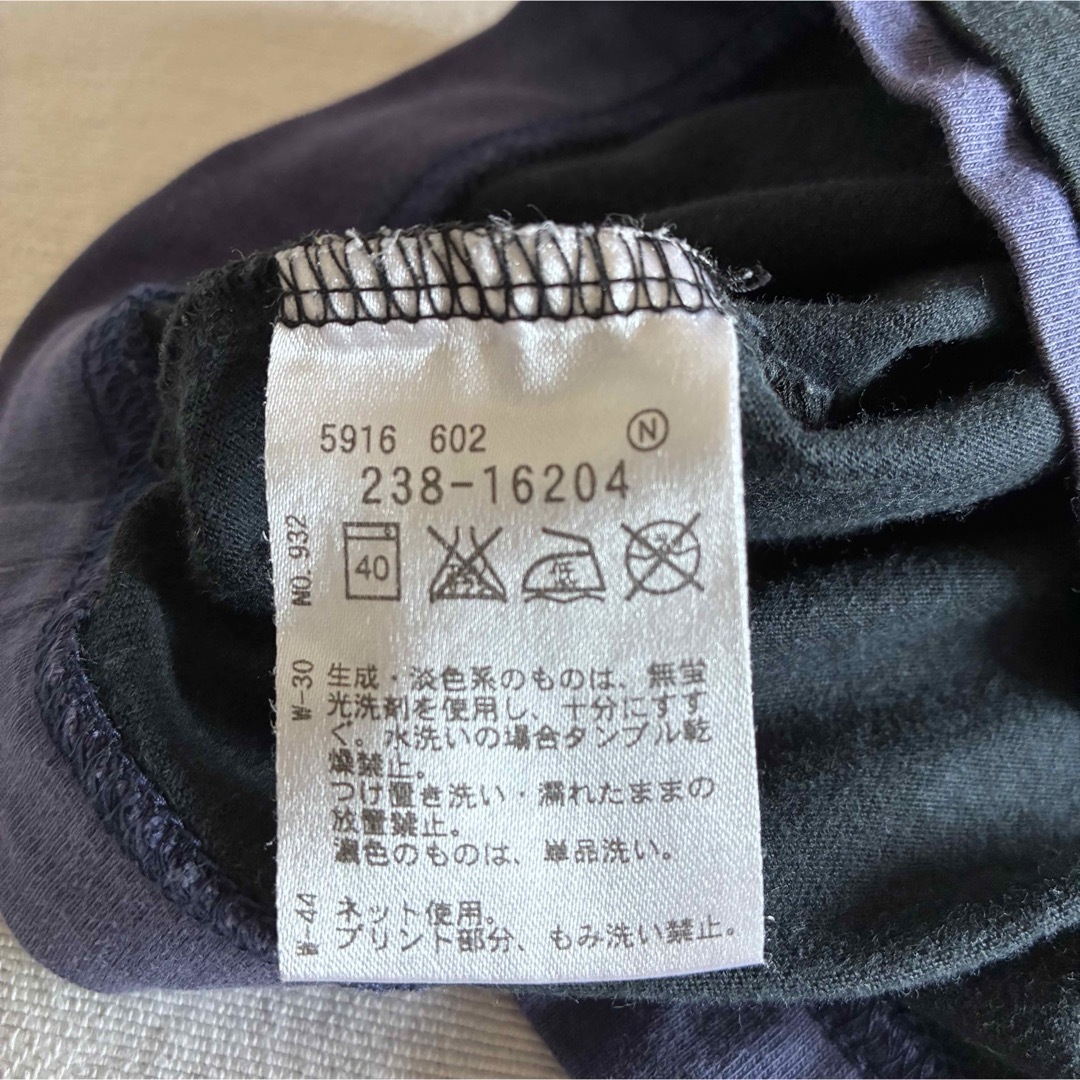 5916 602 Ⓝ
238-16204
NO.932
40
低
W-30
生成・淡色系のものは、無蛍
光洗剤を使用し、十分にすす
ぐ。水洗いの場合タンブル乾
燥禁止。
つけ置き洗い・濡れたままの
放置禁止。
濃色のものは、単品洗い。
W-44
ネット使用。
プリント部分、もみ洗い禁止。